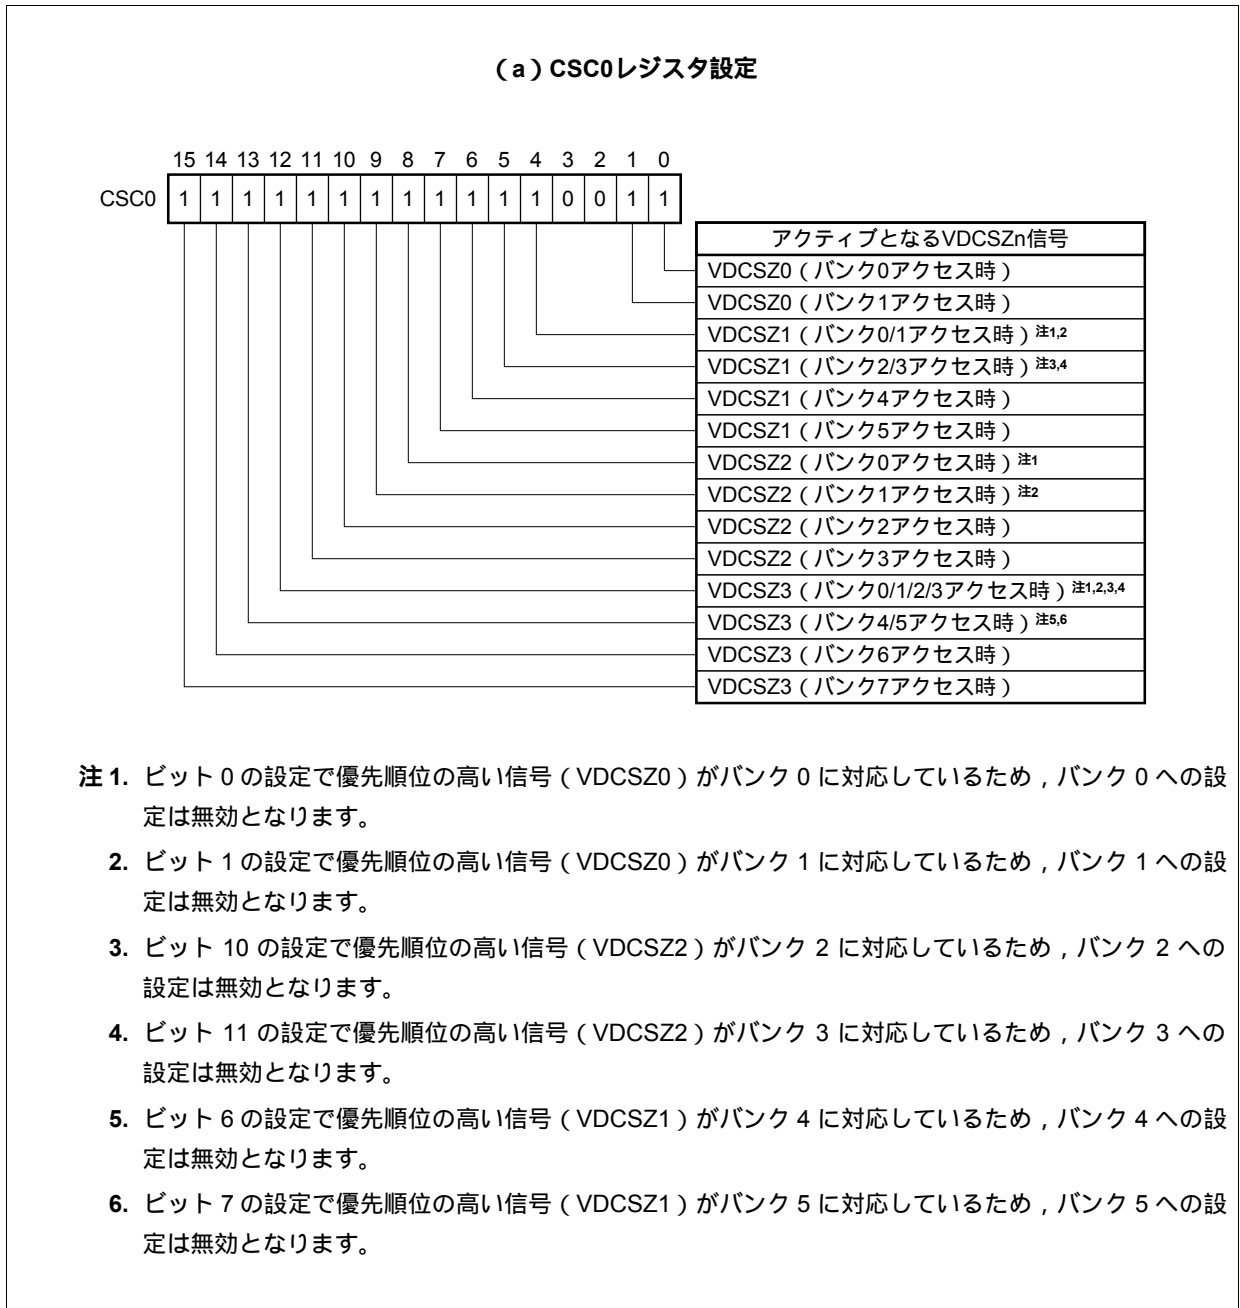 (a)CSC0レジスタ設定
15 14 13 12 11 10 9 8 7 6 5 4 3 2 1 0
CSC0 1 1 1 1 1 1 1 1 1 1 1 1 0 0 1 1
アクティブとなるVDCSZn信号
VDCSZ0(バンク0アクセス時)
VDCSZ0(バンク1アクセス時)
VDCSZ1(バンク0/1アクセス時)注1,2
VDCSZ1(バンク2/3アクセス時)注3,4
VDCSZ1(バンク4アクセス時)
VDCSZ1(バンク5アクセス時)
VDCSZ2(バンク0アクセス時)注1
VDCSZ2(バンク1アクセス時)注2
VDCSZ2(バンク2アクセス時)
VDCSZ2(バンク3アクセス時)
VDCSZ3(バンク0/1/2/3アクセス時)注1,2,3,4
VDCSZ3(バンク4/5アクセス時)注5,6
VDCSZ3(バンク6アクセス時)
VDCSZ3(バンク7アクセス時)
注 1. ビット 0 の設定で優先順位の高い信号(VDCSZ0)がバンク 0 に対応しているため,バンク 0 への設
定は無効となります。
2. ビット 1 の設定で優先順位の高い信号(VDCSZ0)がバンク 1 に対応しているため,バンク 1 への設
定は無効となります。
3. ビット 10 の設定で優先順位の高い信号(VDCSZ2)がバンク 2 に対応しているため,バンク 2 への
設定は無効となります。
4. ビット 11 の設定で優先順位の高い信号(VDCSZ2)がバンク 3 に対応しているため,バンク 3 への
設定は無効となります。
5. ビット 6 の設定で優先順位の高い信号(VDCSZ1)がバンク 4 に対応しているため,バンク 4 への設
定は無効となります。
6. ビット 7 の設定で優先順位の高い信号(VDCSZ1)がバンク 5 に対応しているため,バンク 5 への設
定は無効となります。